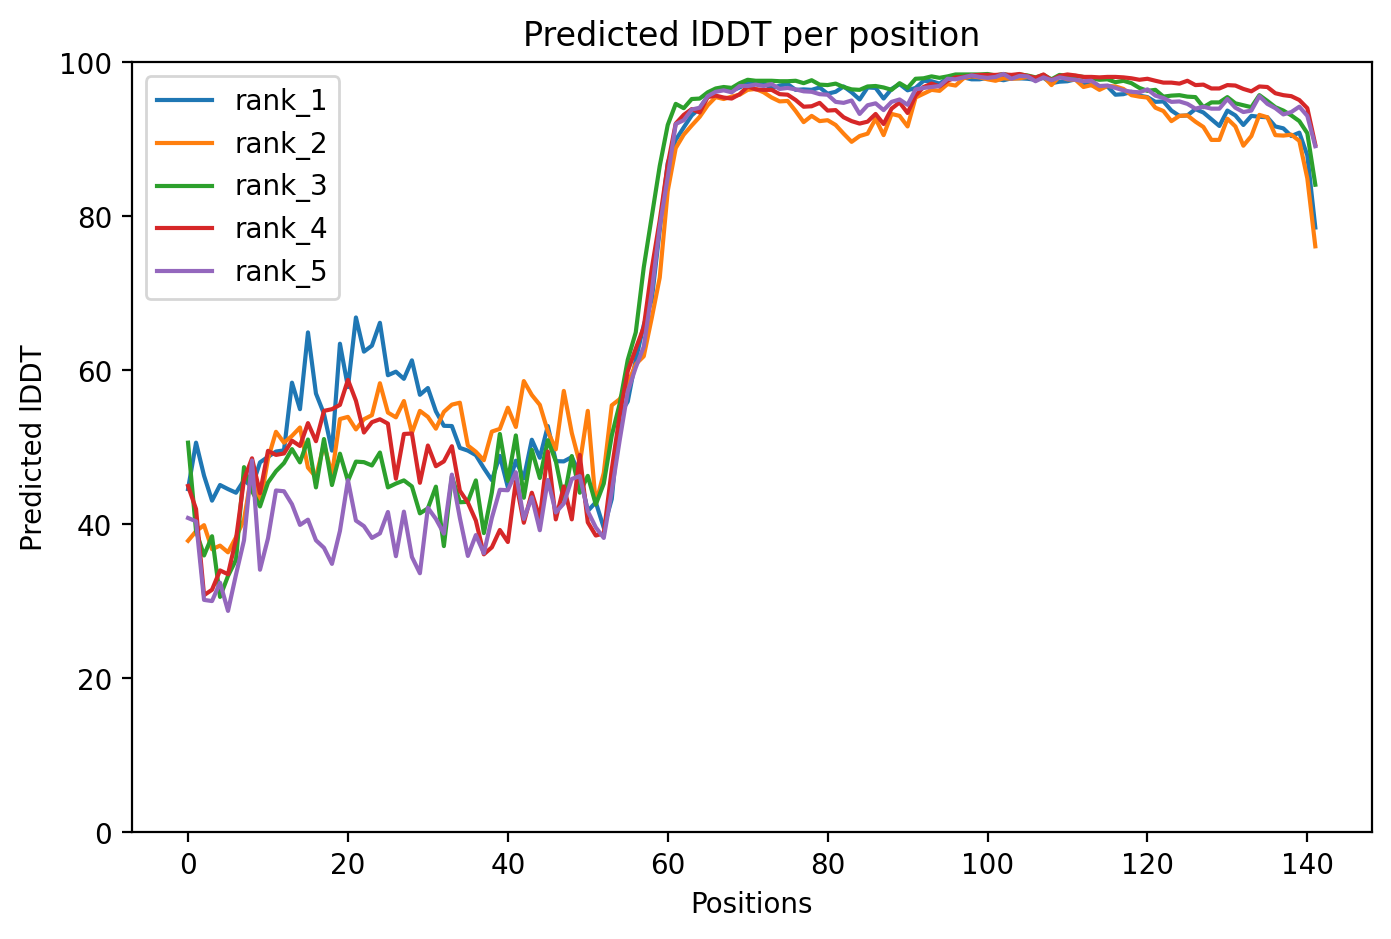 Predicted lDDT per position
100
80
60
40
20
0
Predicted lDDT
rank_1
rank_2
rank_3
rank_4
rank_5
0 20 40 60 80 100 120 140
Positions